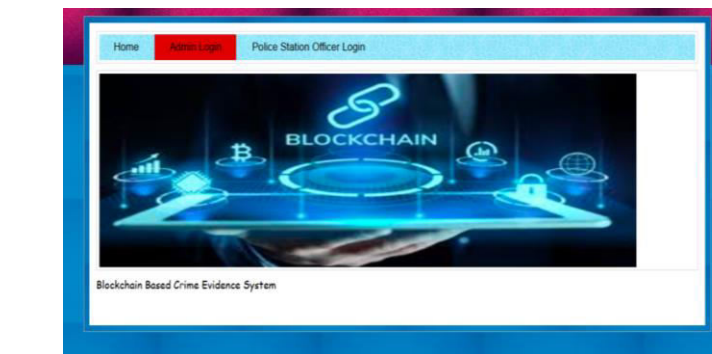 Home Admin Login Police Station Officer Login
BLOCKCHAIN
Blockchain Based Crime Evidence System